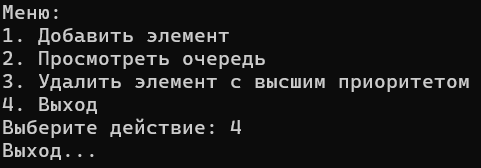 Меню:
1. Добавить элемент
2. Просмотреть очередь
3. Удалить элемент с высшим приоритетом
4. Выход
Выберите действие: 4
Выход...